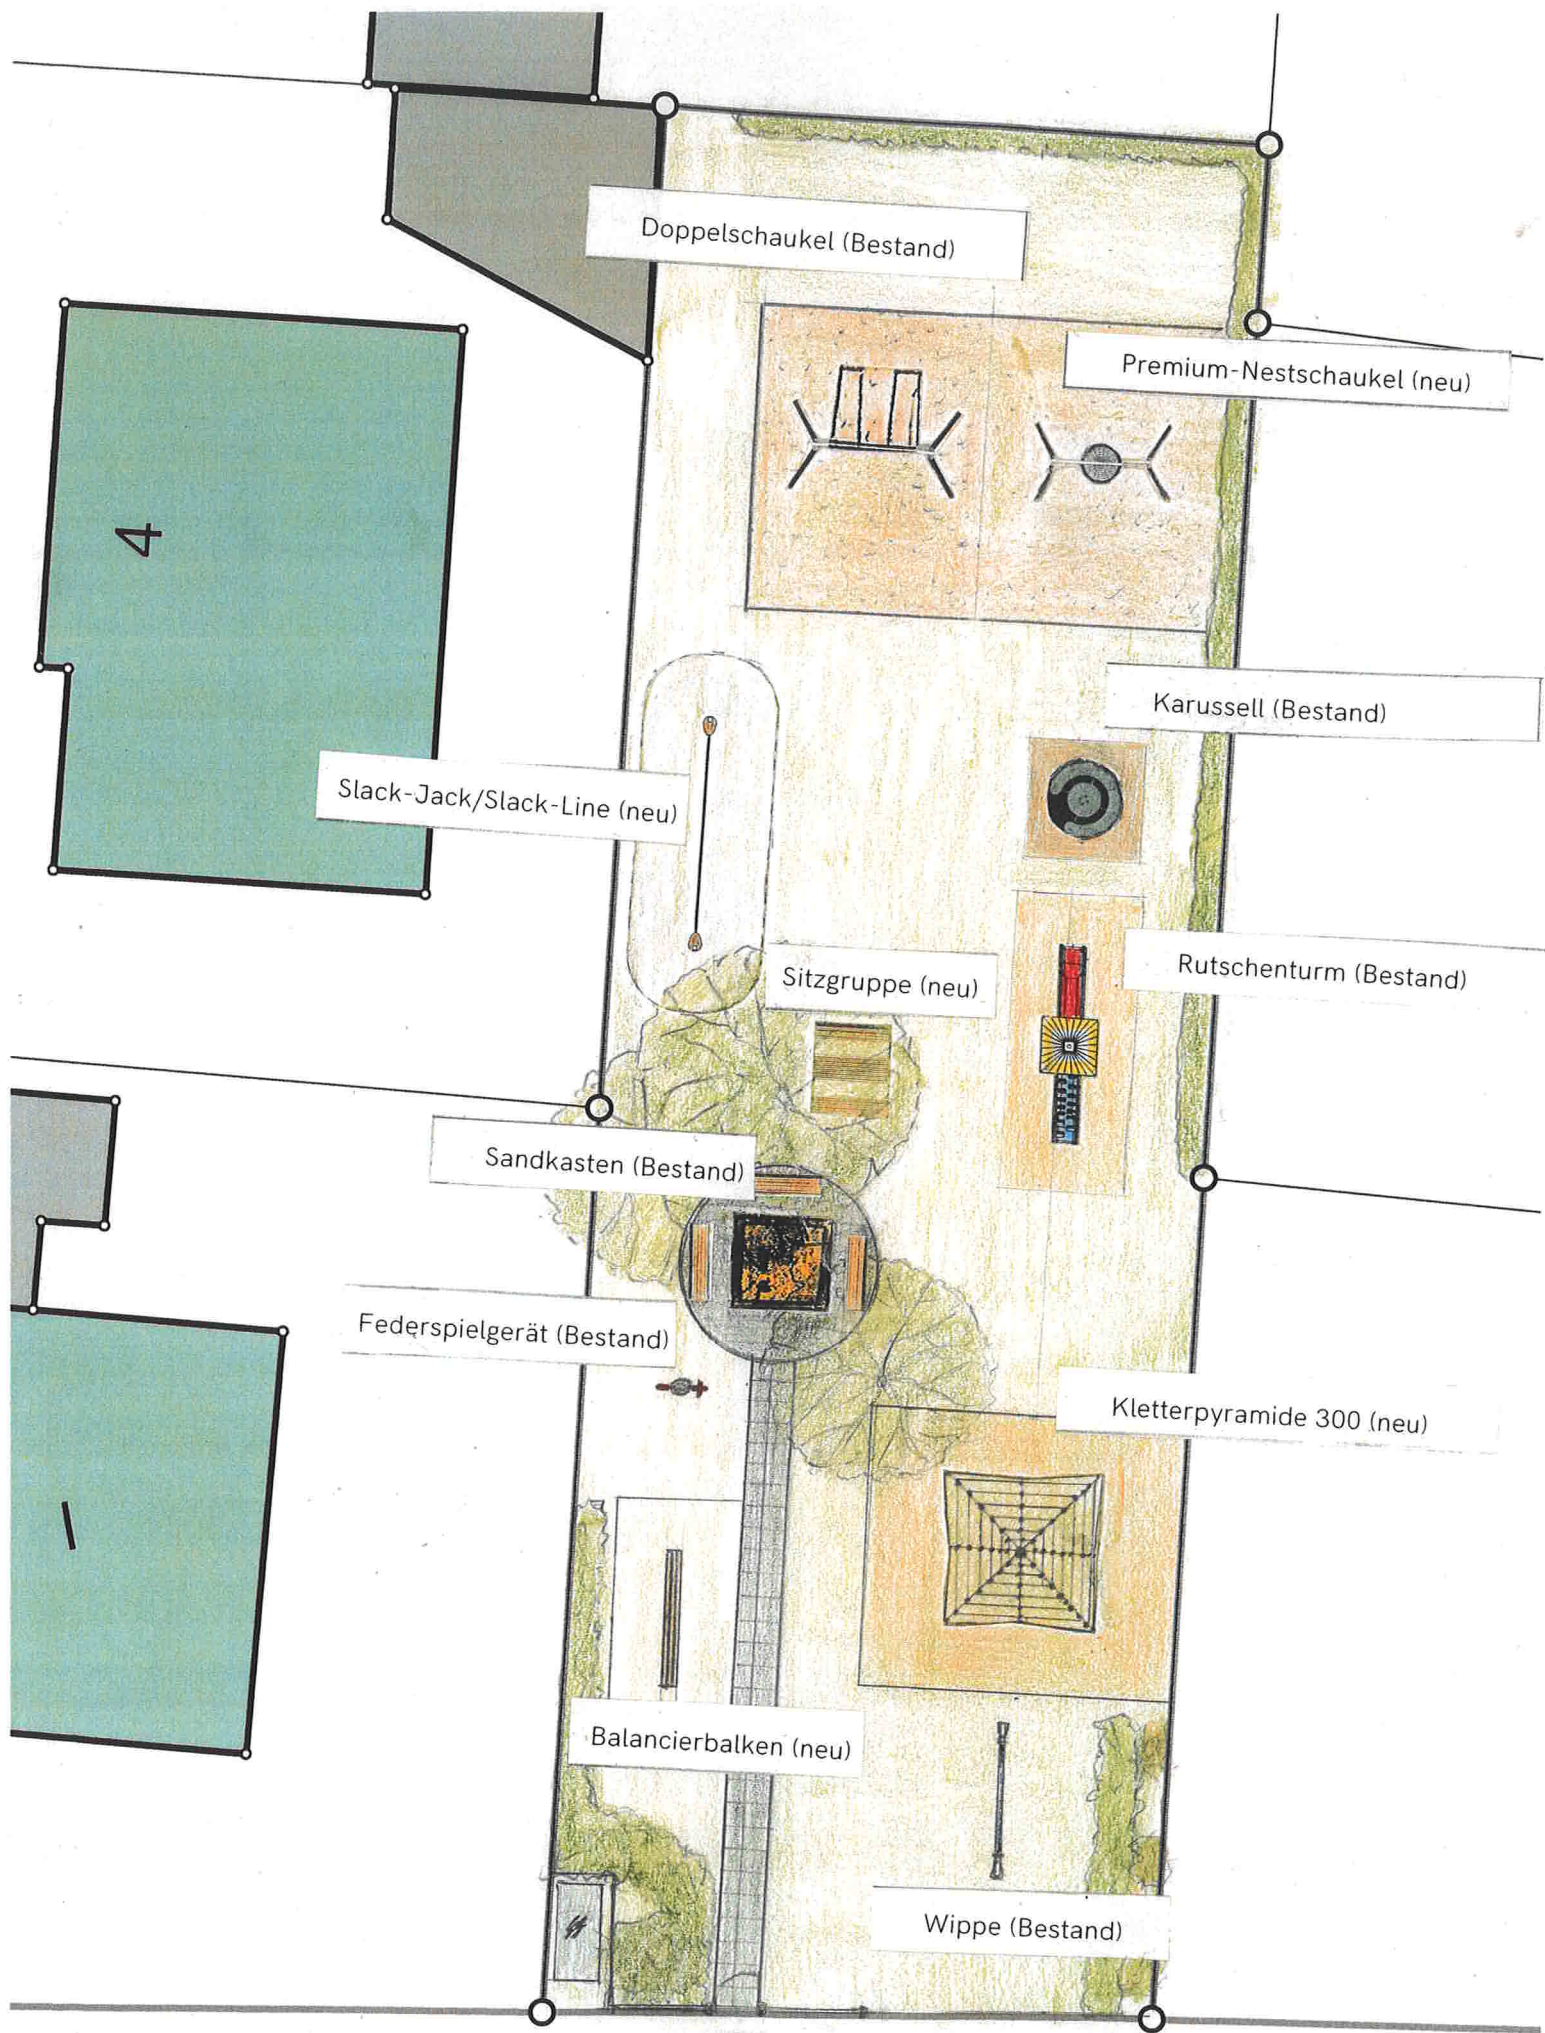 Doppelschaukel (Bestand)
Premium-Nestschaukel (neu)
4
Karussell (Bestand)
Slack-Jack/Slack-Line (neu)
Rutschenturm (Bestand)
Sitzgruppe (neu)
Sandkasten (Bestand)
Federspielgerät (Bestand)
Kletterpyramide 300 (neu)
Balancierbalken (neu)
Wippe (Bestand)